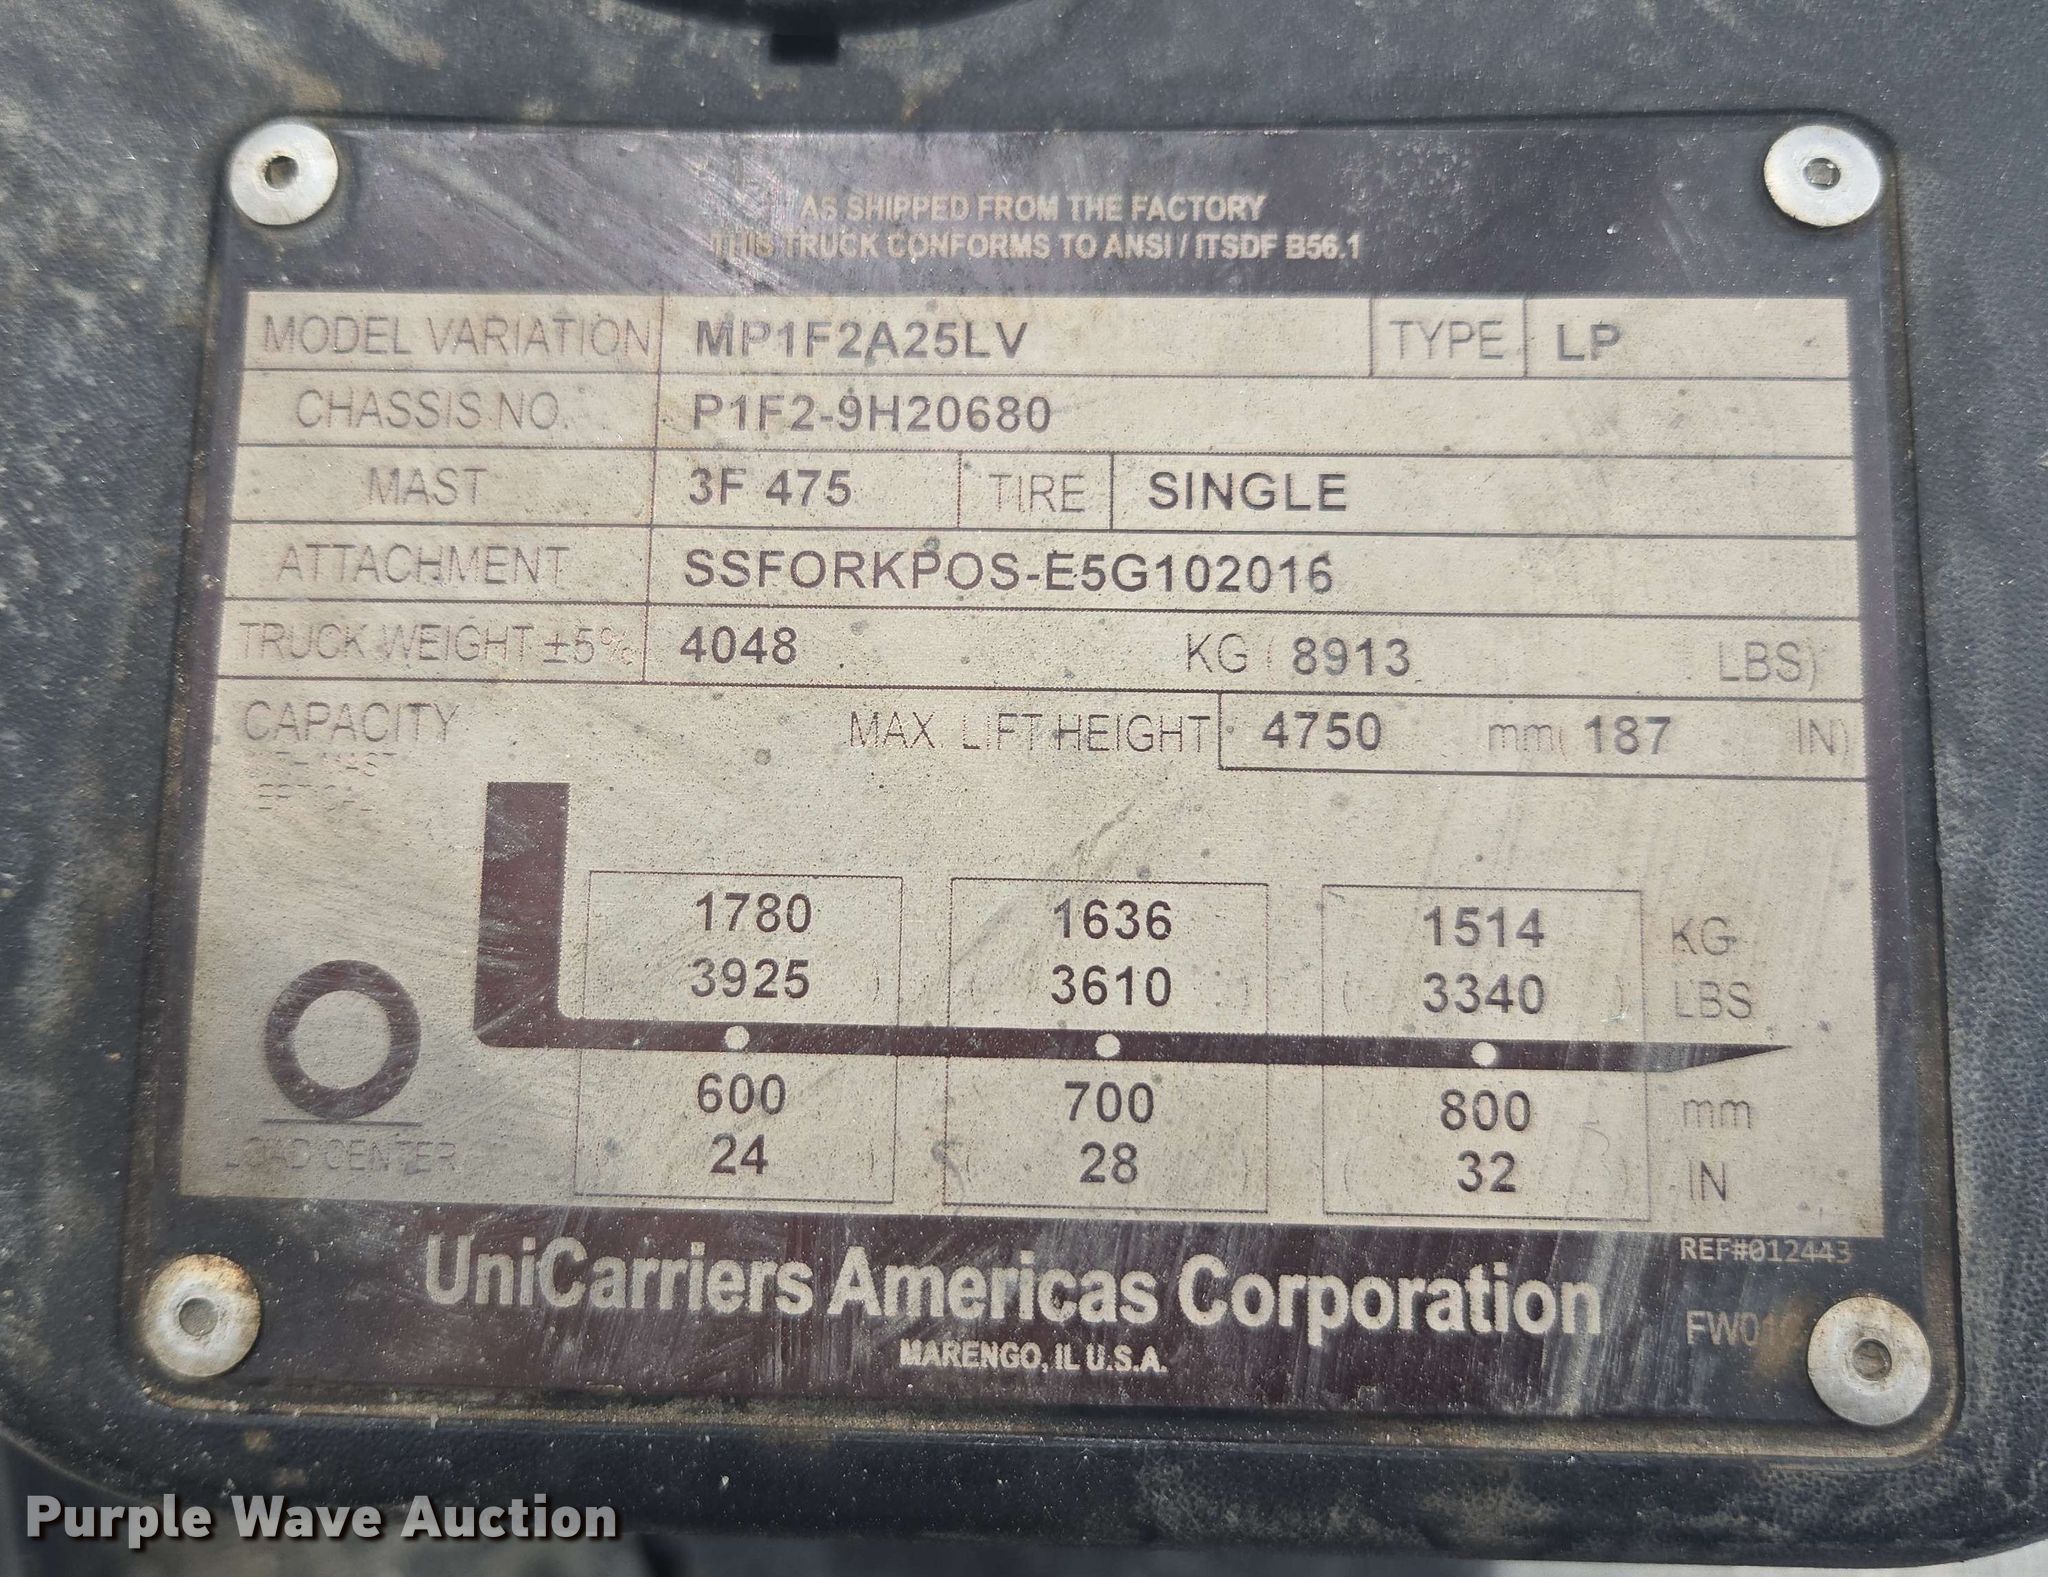 AS SHIPPED FROM THE FACTORY
THIS TRUCK CONFORMS TO ANSI / ITSDF B56.1
MODEL VARIATION MP1F2A25LV TYPE LP
CHASSIS NO. P1F2-9H20680
MAST 3F 475 TIRE SINGLE
ATTACHMENT SSFORKPOS-E5G102016
TRUCK WEIGHT ±5% 4048 KG ( 8913 LBS)
CAPACITY MAX. LIFT HEIGHT 4750 mm( 187 IN)
MAST
1780 1636 1514 KG
3925 ( 3610 ) ( 3340 ) LBS
600 700 800 mm
LOAD CENTER ( 24 ) ( 28 ) ( 32 ) IN
REF#012443
UniCarriers Americas Corporation
MARENGO, IL U.S.A.
Purple Wave Auction